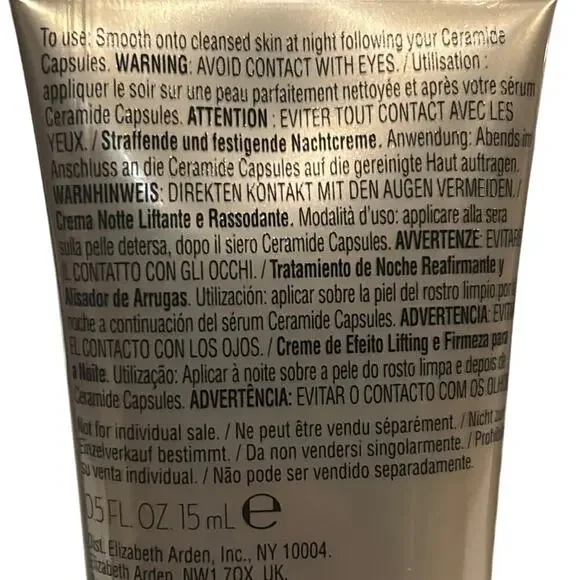 To use: Smooth onto cleansed skin at night following your Ceramide
Capsules. WARNING: AVOID CONTACT WITH EYES. / Utilisation :
appliquer le soir sur une peau parfaitement nettoyée et après votre sérum
Ceramide Capsules. ATTENTION : EVITER TOUT CONTACT AVEC LES
YEUX. / Straffende und festigende Nachtcreme. Anwendung: Abends im
Anschluss an die Ceramide Capsules auf die gereinigte Haut auftragen.
WARNHINWEIS: DIREKTEN KONTAKT MIT DEN AUGEN VERMEIDEN. /
Crema Notte Liftante e Rassodante. Modalità d'uso: applicare alla sera
sulla pelle detersa, dopo il siero Ceramide Capsules. AVVERTENZE: EVITARE
IL CONTATTO CON GLI OCCHI. / Tratamiento de Noche Reafirmante y
Alisador de Arrugas. Utilización: aplicar sobre la piel del rostro limpio por la
noche a continuación del sérum Ceramide Capsules. ADVERTENCIA: EVITE
EL CONTACTO CON LOS OJOS. / Creme de Efeito Lifting e Firmeza para
a Noite. Utilização: Aplicar à noite sobre a pele do rosto limpa e depois de
Ceramide Capsules. ADVERTÊNCIA: EVITAR O CONTACTO COM OS OLHOS
Not for individual sale. / Ne peut être vendu séparément. / Nicht zum
Einzelverkauf bestimmt. / Da non vendersi singolarmente. / Prohibida
su venta individual. / Não pode ser vendido separadamente.
0.5 FL. OZ. 15 mL ℮
Dist. Elizabeth Arden, Inc., NY 10004.
Elizabeth Arden, NW1 7QX, UK.